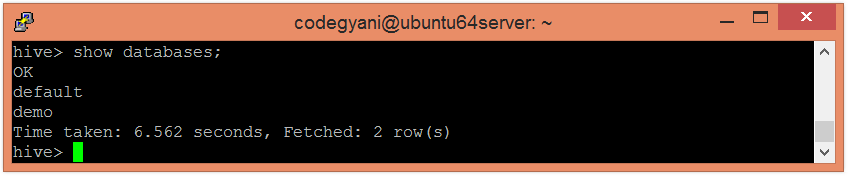 codegyani@ubuntu64server: ~
hive> show databases;
OK
default
demo
Time taken: 6.562 seconds, Fetched: 2 row(s)
hive>